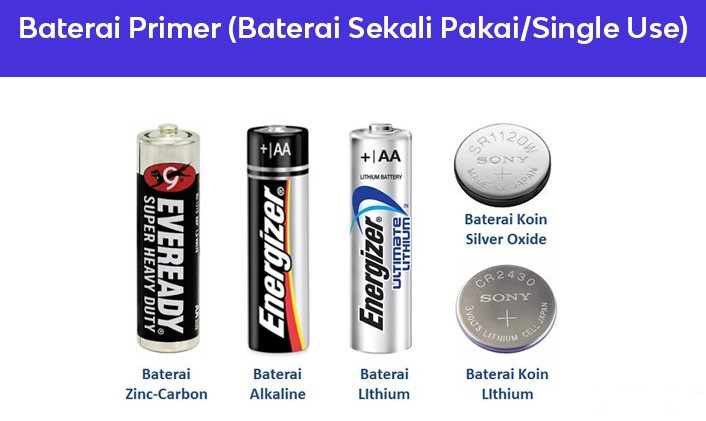 Baterai Primer (Baterai Sekali Pakai/Single Use)
9
EVEREADY®
SUPER HEAVY DUTY
+|AA
Energizer®
+|AA
LITHIUM BATTERY
Energizer®
ULTIMATE
LITHIUM™
SR1120W
SONY
+
MADE IN JAPAN
Baterai Koin
Silver Oxide
CR2430
SONY
+
3VOLTS LITHIUM CELL JAPAN
Baterai
Zinc-Carbon
Baterai
Alkaline
Baterai
LIthium
Baterai Koin
LIthium